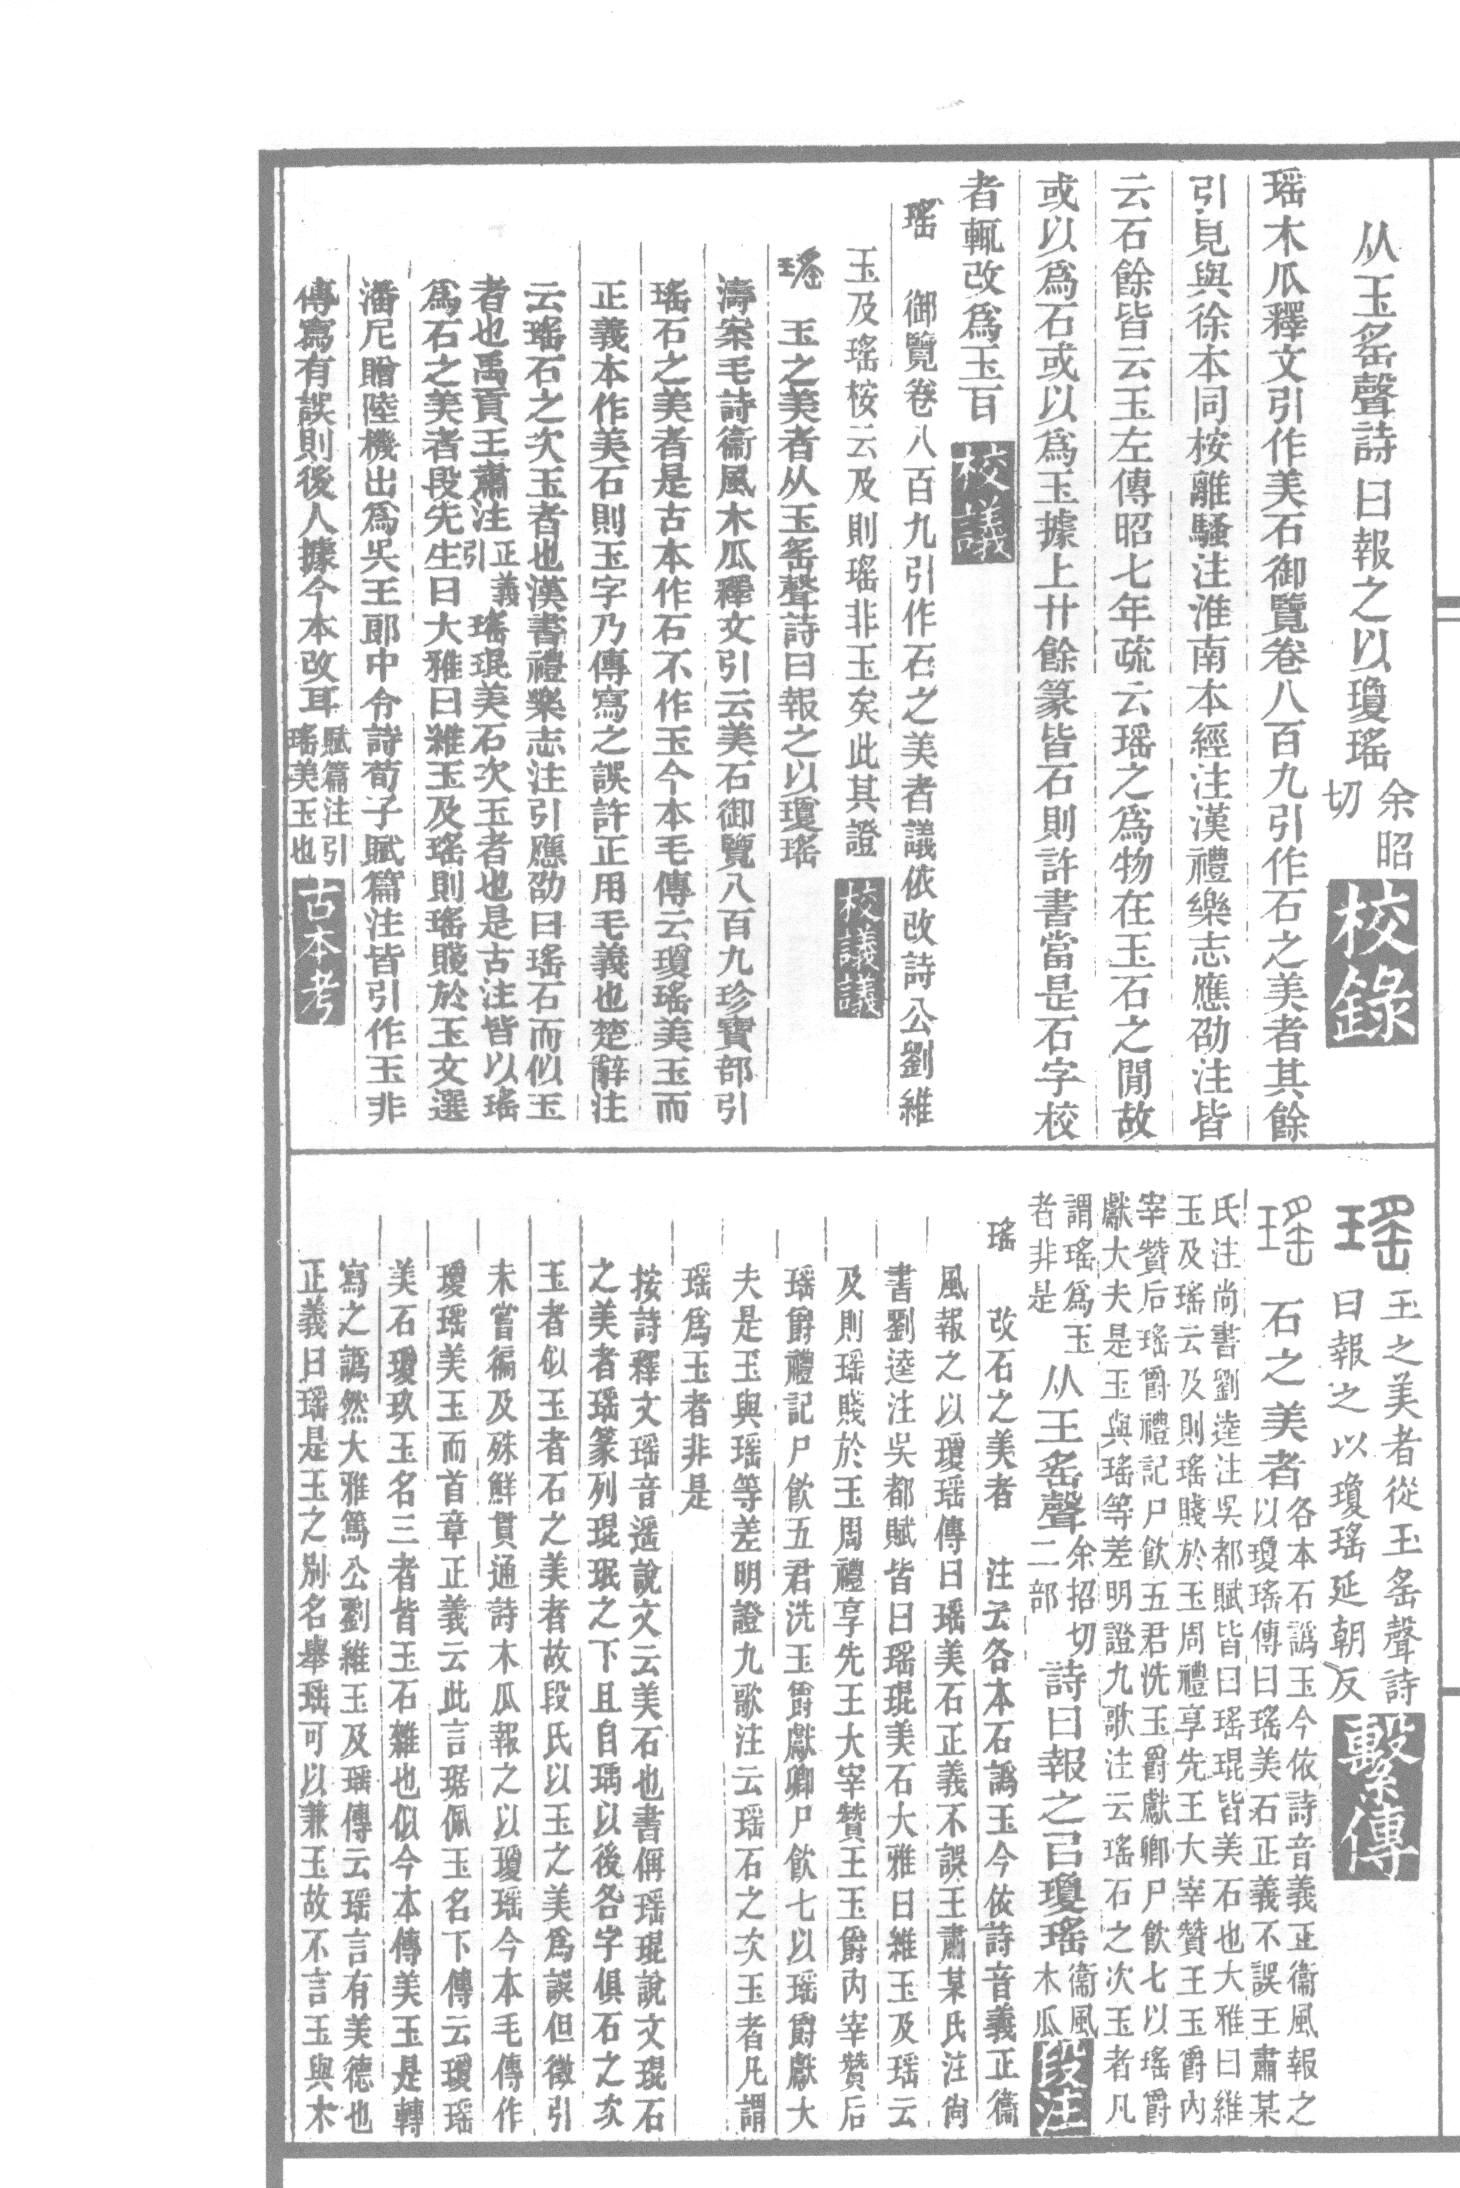 从玉䍃聲詩曰報之以瓊瑤余昭切校錄
瑶木瓜釋文引作美石御覽卷八百九引作石之美者其餘
引見與徐本同桉離騷注淮南本經注漢禮樂志應劭注皆
云石餘皆云玉左傳昭七年疏云瑶之為物在玉石之間故
或以為石或以為玉據上廿餘篆皆石則許書當是石字校
者輒改為玉百校議
瑤 御覽卷八百九引作石之美者議依改詩公劉維
玉及瑤桉云及則瑤非玉矣此其證校議議
瑤 玉之美者从玉䍃聲詩曰報之以瓊瑤
濤案毛詩衞風木瓜釋文引云美石御覽八百九珍寶部引
瑤石之美者是古本作石不作玉今本毛傳云瓊瑤美玉而
正義本作美石則玉字乃傳寫之誤許正用毛義也楚辭注
云瑤石之次玉者也漢書禮樂志注引應劭曰瑤石而似玉
者也禹貢王肅注正義引瑤琨美石次玉者也是古注皆以瑤
為石之美者段先生曰大雅曰維玉及瑤則瑤賤於玉文選
潘尼贈陸機出為吳王郎中令詩荀子賦篇注皆引作玉非
傳寫有誤則後人據今本改耳賦篇注引瑤美玉也古本考
瑤玉之美者從玉䍃聲詩曰報之以瓊瑤延朝反繫傳
瑤 石之美者各本石譌玉今依詩音義正衞風報之以瓊瑤傳曰瑤美石正義不誤王肅某
氏注尚書劉逵注吳都賦皆曰瑤琨皆美石也大雅曰維玉及瑤云及則瑤賤於玉周禮享先王大宰贊王玉爵內
宰贊后瑤爵禮記尸飲五君洗玉爵獻卿尸飲七以瑤爵獻大夫是玉與瑤等差明證九歌注云瑤石之次玉者凡
謂瑤為玉者非是从王䍃聲余招切二部詩曰報之㠯瓊瑤衞風木瓜段注
瑤 改石之美者 注云各本石譌玉今依詩音義正衞
風報之以瓊瑤傳曰瑤美石正義不誤王肅某氏注尚
書劉逵注吳都賦皆曰瑤琨美石大雅曰維玉及瑤云
及則瑤賤於玉周禮享先王大宰贊王玉爵內宰贊后
瑤爵禮記尸飲五君洗玉爵獻卿尸飲七以瑤爵獻大
夫是玉與瑤等差明證九歌注云瑤石之次玉者凡謂
瑤為玉者非是
按詩釋文瑶音遥說文云美石也書偁瑶琨說文琨石
之美者瑶篆列琨珉之下且自瑀以後各字俱石之次
玉者似玉者石之美者故段氏以玉之美為誤但徵引
未嘗徧及殊鮮貫通詩木瓜報之以瓊瑶今本毛傳作
瓊瑶美玉而首章正義云此言琚佩玉名下傳云瓊瑶
美石瓊玖玉名三者皆玉石雜也似今本傳美玉是轉
寫之譌然大雅篤公劉維玉及瑶傳云瑶言有美德也
正義曰瑶是玉之別名舉瑶可以兼玉故不言玉與木